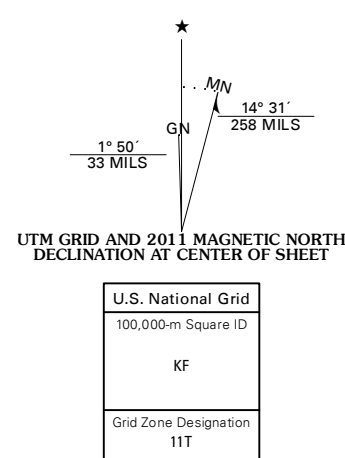 ★
MN
14° 31´
258 MILS
GN
1° 50´
33 MILS
UTM GRID AND 2011 MAGNETIC NORTH
DECLINATION AT CENTER OF SHEET
U.S. National Grid
100,000-m Square ID
KF
Grid Zone Designation
11T